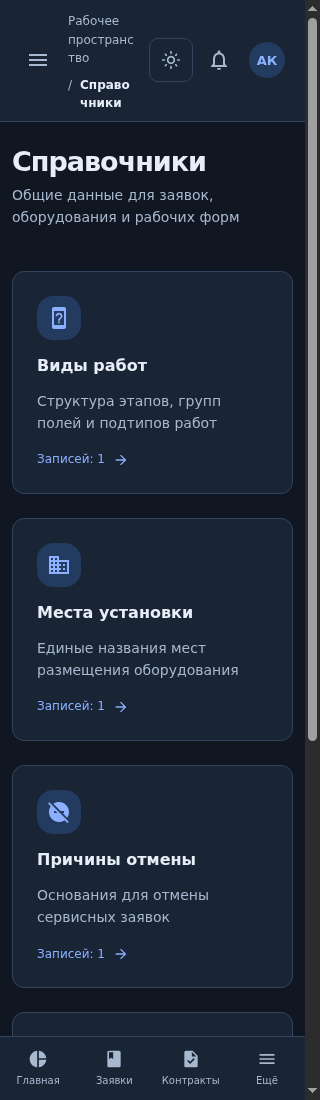 Рабочее
пространс
тво
/ Справо
чники
АК
Справочники
Общие данные для заявок,
оборудования и рабочих форм
Виды работ
Структура этапов, групп
полей и подтипов работ
Записей: 1
Места установки
Единые названия мест
размещения оборудования
Записей: 1
Причины отмены
Основания для отмены
сервисных заявок
Записей: 1
Главная
Заявки
Контракты
Ещё